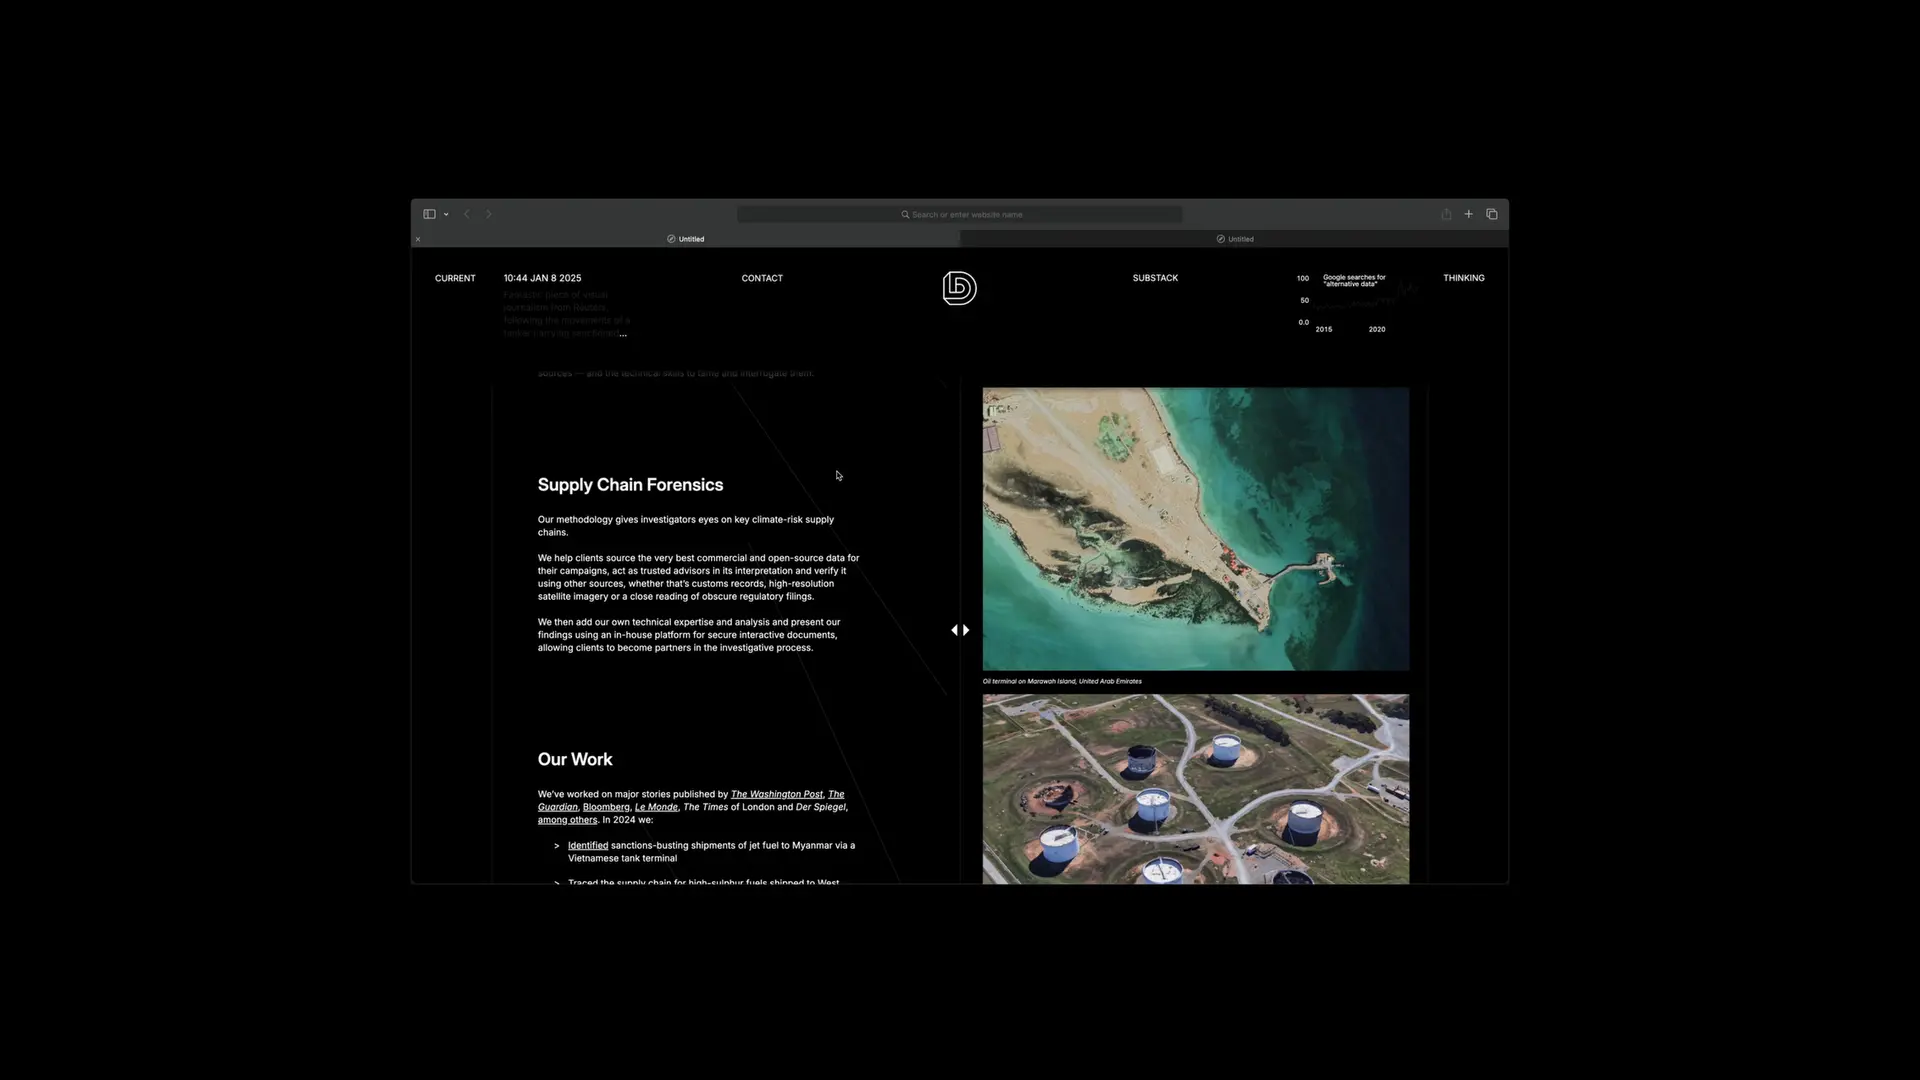 Search or enter website name
Untitled
Untitled
CURRENT
10:44 JAN 8 2025
Fantastic piece of visual
journalism from Reuters,
following the movements of a
tanker carrying sanctioned...
CONTACT
SUBSTACK
100
50
0.0
Google searches for
"alternative data"
2015
2020
THINKING
sources — and the technical skills to tame and interrogate them.
Supply Chain Forensics
Our methodology gives investigators eyes on key climate-risk supply
chains.
We help clients source the very best commercial and open-source data for
their campaigns, act as trusted advisors in its interpretation and verify it
using other sources, whether that's customs records, high-resolution
satellite imagery or a close reading of obscure regulatory filings.
We then add our own technical expertise and analysis and present our
findings using an in-house platform for secure interactive documents,
allowing clients to become partners in the investigative process.
Our Work
We've worked on major stories published by The Washington Post, The
Guardian, Bloomberg, Le Monde, The Times of London and Der Spiegel,
among others. In 2024 we:
> Identified sanctions-busting shipments of jet fuel to Myanmar via a
Vietnamese tank terminal
> Traced the supply chain for high-sulphur fuels shipped to West
Oil terminal on Marawah Island, United Arab Emirates